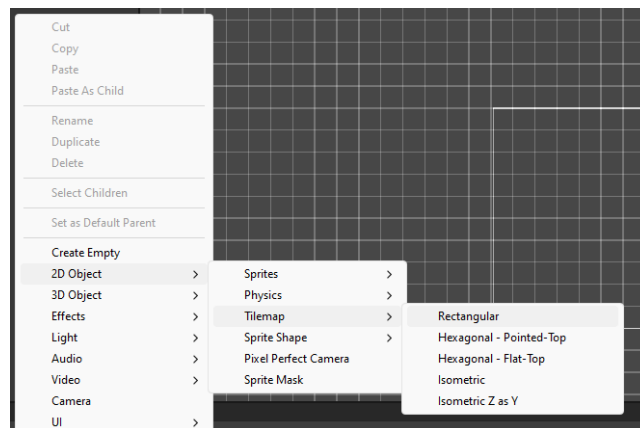 Cut
Copy
Paste
Paste As Child
Rename
Duplicate
Delete
Select Children
Set as Default Parent
Create Empty
2D Object
3D Object
Effects
Light
Audio
Video
Camera
UI
Sprites
Physics
Tilemap
Sprite Shape
Pixel Perfect Camera
Sprite Mask
Rectangular
Hexagonal - Pointed-Top
Hexagonal - Flat-Top
Isometric
Isometric Z as Y